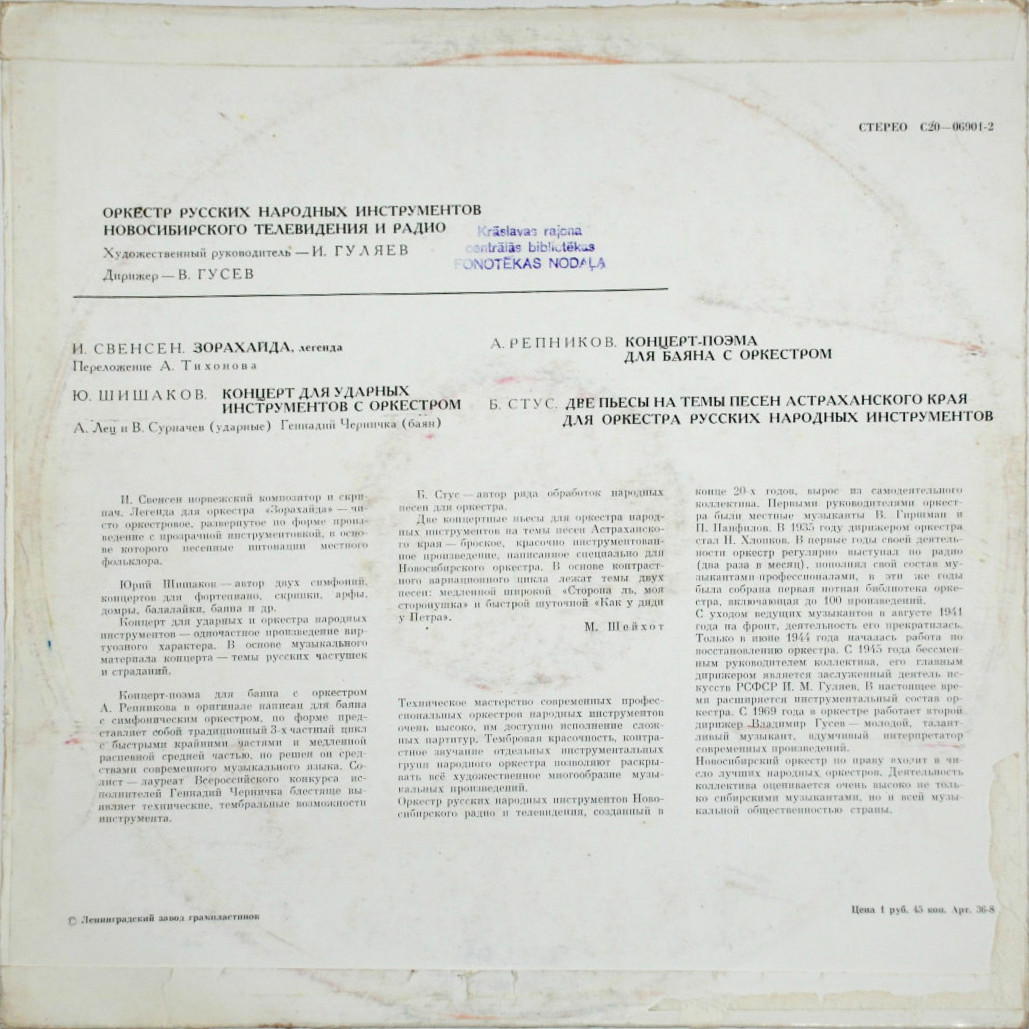 СТЕРЕО С20—06901-2
ОРКЕСТР РУССКИХ НАРОДНЫХ ИНСТРУМЕНТОВ
НОВОСИБИРСКОГО ТЕЛЕВИДЕНИЯ И РАДИО
Художественный руководитель — И. ГУЛЯЕВ
Дирижер — В. ГУСЕВ
Krāslavas rajona
centrālās bibliotēkas
FONOTĒKAS NODAĻA
И. СВЕНСЕН. ЗОРАХАЙДА, легенда
Переложение А. Тихонова
Ю. ШИШАКОВ. КОНЦЕРТ ДЛЯ УДАРНЫХ
ИНСТРУМЕНТОВ С ОРКЕСТРОМ
А. Лец и В. Сурначев (ударные) Геннадий Черничка (баян)
А. РЕПНИКОВ. КОНЦЕРТ-ПОЭМА
ДЛЯ БАЯНА С ОРКЕСТРОМ
Б. СТУС. ДВЕ ПЬЕСЫ НА ТЕМЫ ПЕСЕН АСТРАХАНСКОГО КРАЯ
ДЛЯ ОРКЕСТРА РУССКИХ НАРОДНЫХ ИНСТРУМЕНТОВ
И. Свенсен норвежский композитор и скри-
пач. Легенда для оркестра «Зорахайда» — чи-
сто оркестровое, развернутое по форме произ-
ведение с прозрачной инструментовкой, в осно-
ве которого песенные интонации местного
фольклора.
Юрий Шишаков — автор двух симфоний,
концертов для фортепиано, скрипки, арфы,
домры, балалайки, баяна и др.
Концерт для ударных и оркестра народных
инструментов — одночастное произведение вир-
туозного характера. В основе музыкального
материала концерта — темы русских частушек
и страданий.
Концерт-поэма для баяна с оркестром
А. Репникова в оригинале написан для баяна
с симфоническим оркестром, по форме пред-
ставляет собой традиционный 3-х частный цикл
с быстрыми крайними частями и медленной
распевной средней частью, но решен он сред-
ствами современного музыкального языка. Со-
лист — лауреат Всероссийского конкурса ис-
полнителей Геннадий Черничка блестяще вы-
являет технические, тембральные возможности
инструмента.
Б. Стус — автор ряда обработок народных
песен для оркестра.
Две концертные пьесы для оркестра народ-
ных инструментов на темы песен Астраханско-
го края — броское, красочно инструментован-
ное произведение, написанное специально для
Новосибирского оркестра. В основе контраст-
ного вариационного цикла лежат темы двух
песен: медленной широкой «Сторона ль, моя
сторонушка» и быстрой шуточной «Как у дяди
у Петра».
М. Шейхот
Техническое мастерство современных профес-
сиональных оркестров народных инструментов
очень высоко, им доступно исполнение слож-
ных партитур. Тембровая красочность, контра-
стное звучание отдельных инструментальных
групп народного оркестра позволяют раскры-
вать всё художественное многообразие музы-
кальных произведений.
Оркестр русских народных инструментов Ново-
сибирского радио и телевидения, созданный в
конце 20-х годов, вырос из самодеятельного
коллектива. Первыми руководителями оркест-
ра были местные музыканты В. Гиршман и
П. Панфилов. В 1935 году дирижером оркестра
стал Н. Хлопков. В первые годы своей деятель-
ности оркестр регулярно выступал по радио
(два раза в месяц), пополнял свой состав му-
зыкантами-профессионалами, в эти же годы
была собрана первая нотная библиотека орке-
стра, включающая до 100 произведений.
С уходом ведущих музыкантов в августе 1941
года на фронт, деятельность его прекратилась.
Только в июне 1944 года началась работа по
восстановлению оркестра. С 1945 года бессмен-
ным руководителем коллектива, его главным
дирижером является заслуженный деятель ис-
кусств РСФСР И. М. Гуляев. В настоящее вре-
мя расширяется инструментальный состав ор-
кестра. С 1969 года в оркестре работает второй
дирижер Владимир Гусев — молодой, талант-
ливый музыкант, вдумчивый интерпретатор
современных произведений.
Новосибирский оркестр по праву входит в чи-
сло лучших народных оркестров. Деятельность
коллектива оценивается очень высоко не толь-
ко сибирскими музыкантами, но и всей музы-
кальной общественностью страны.
© Ленинградский завод грампластинок
Цена 1 руб. 45 коп. Арт. 36-8